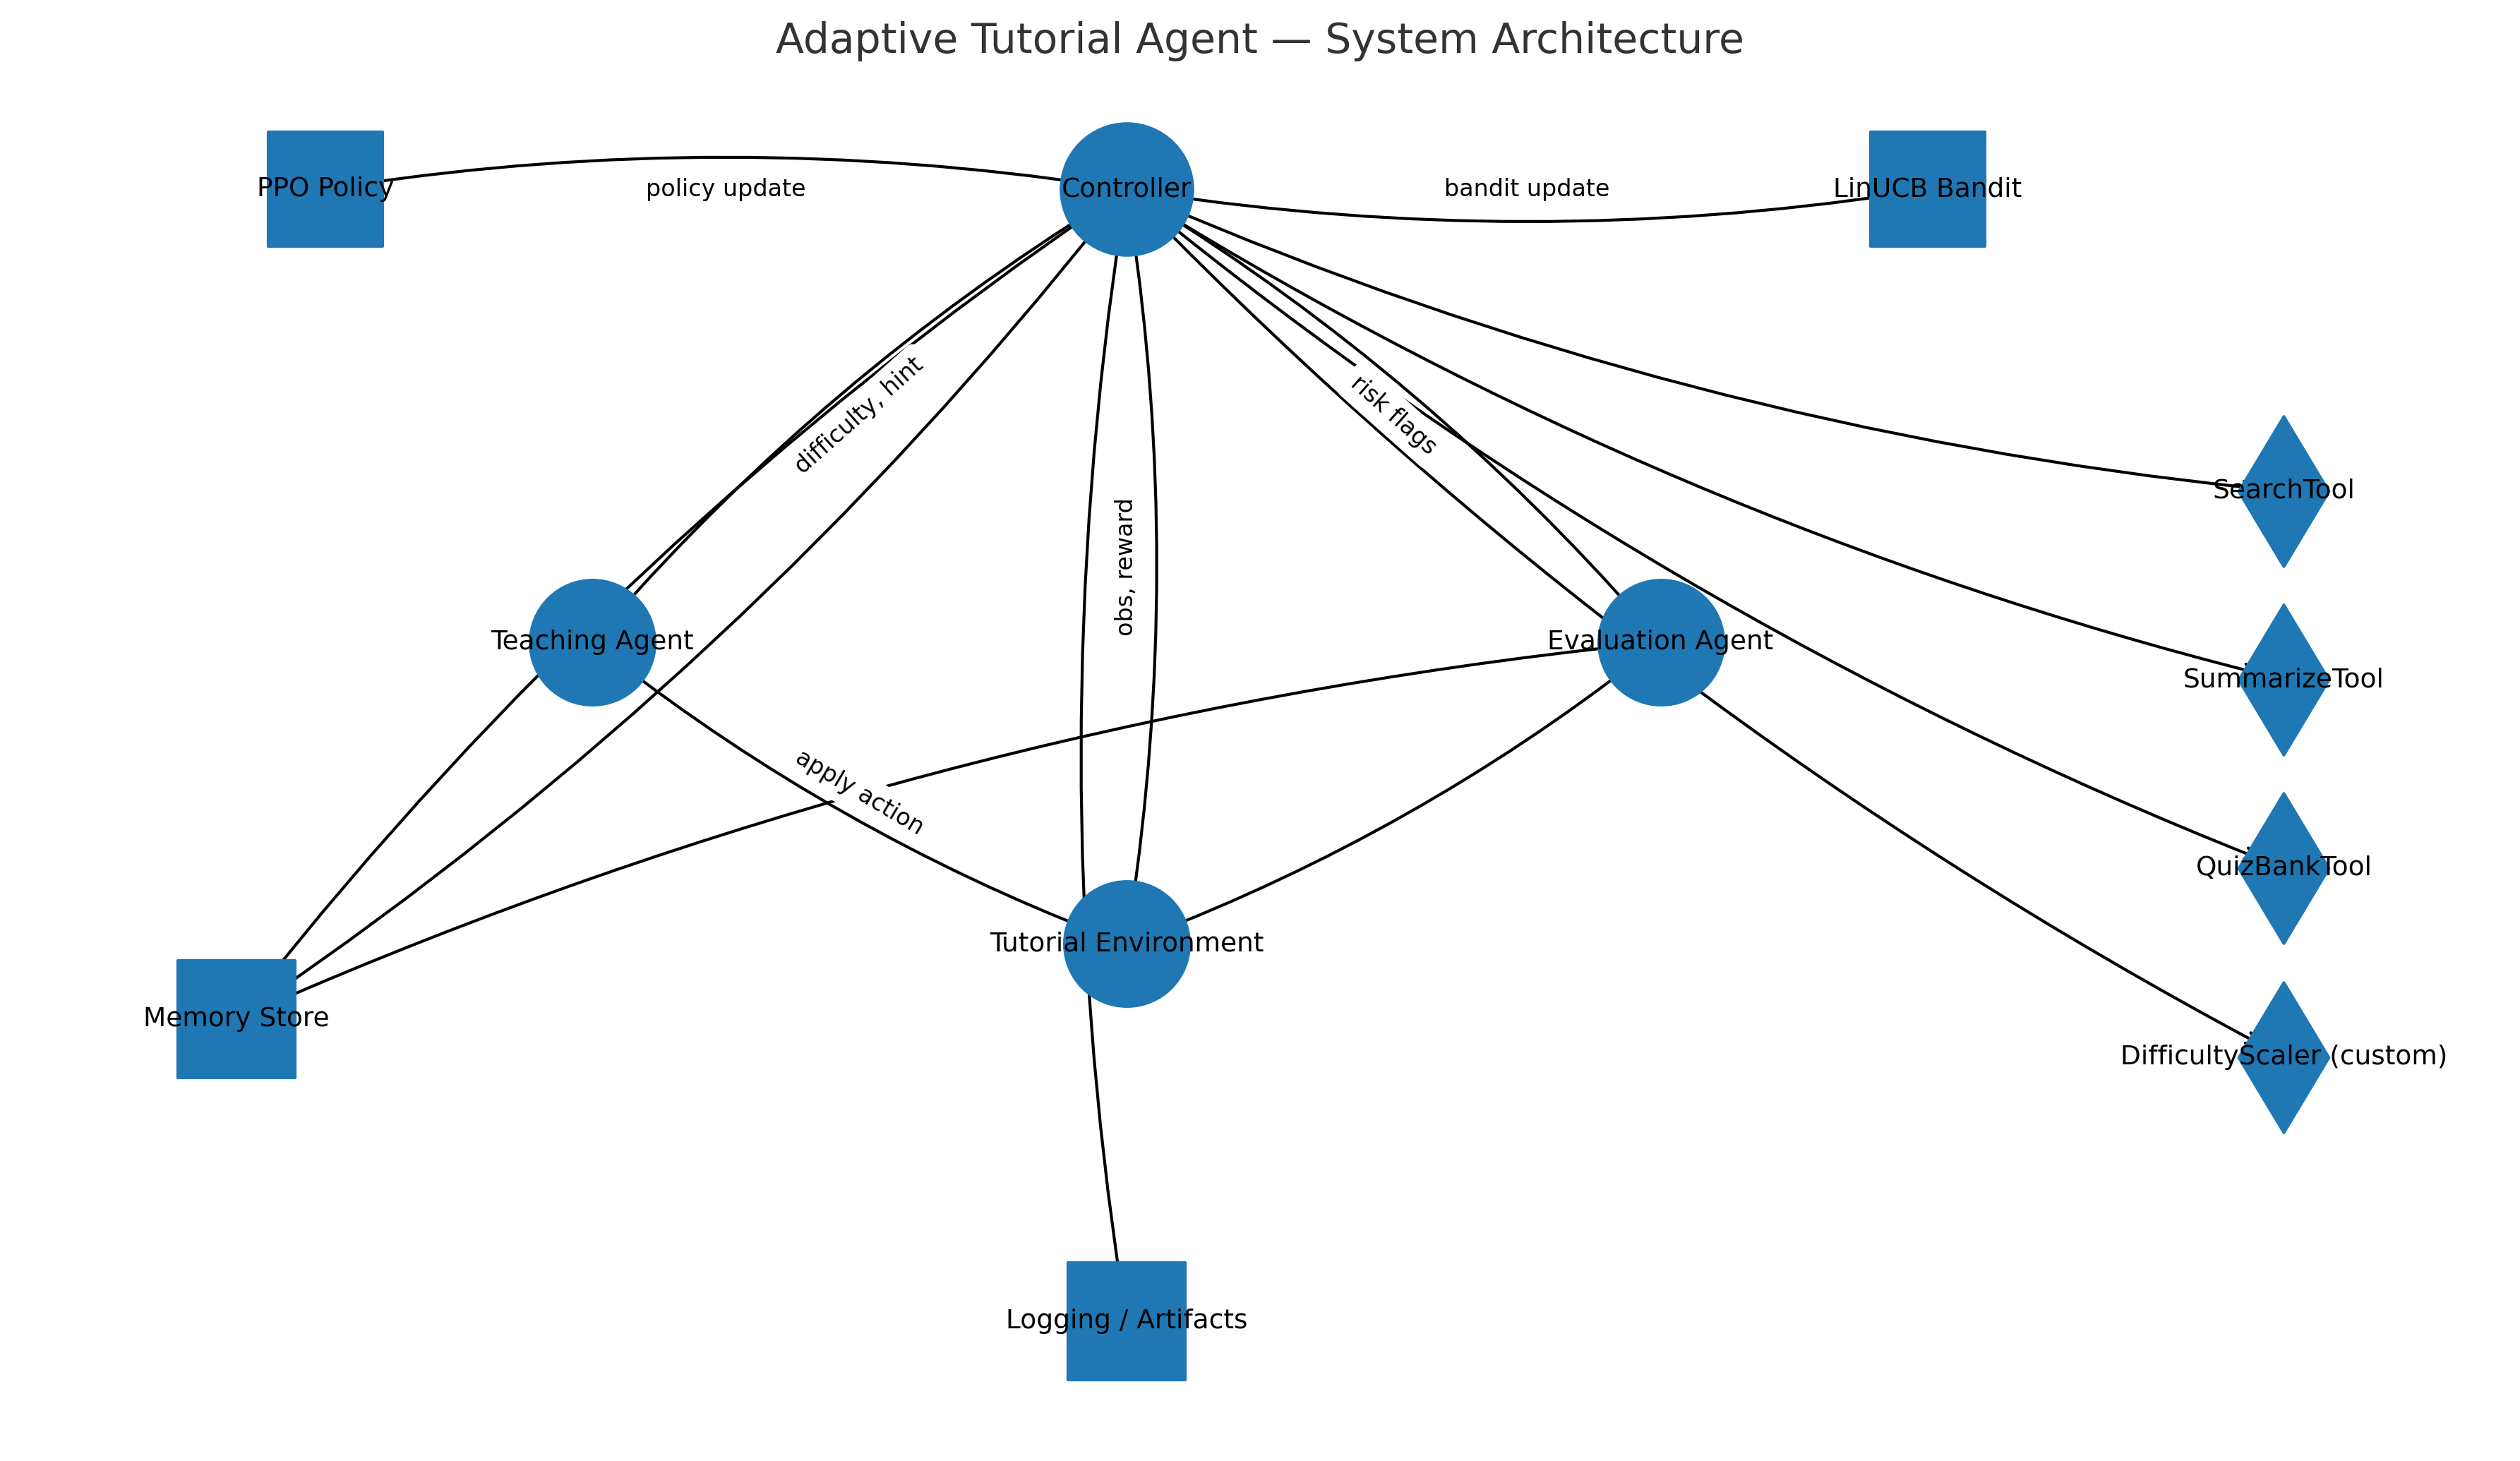 Adaptive Tutorial Agent — System Architecture
PPO Policy
policy update
Controller
bandit update
LinUCB Bandit
difficulty, hint
risk flags
SearchTool
obs, reward
Teaching Agent
Evaluation Agent
SummarizeTool
apply action
QuizBankTool
Tutorial Environment
Memory Store
DifficultyScaler (custom)
Logging / Artifacts